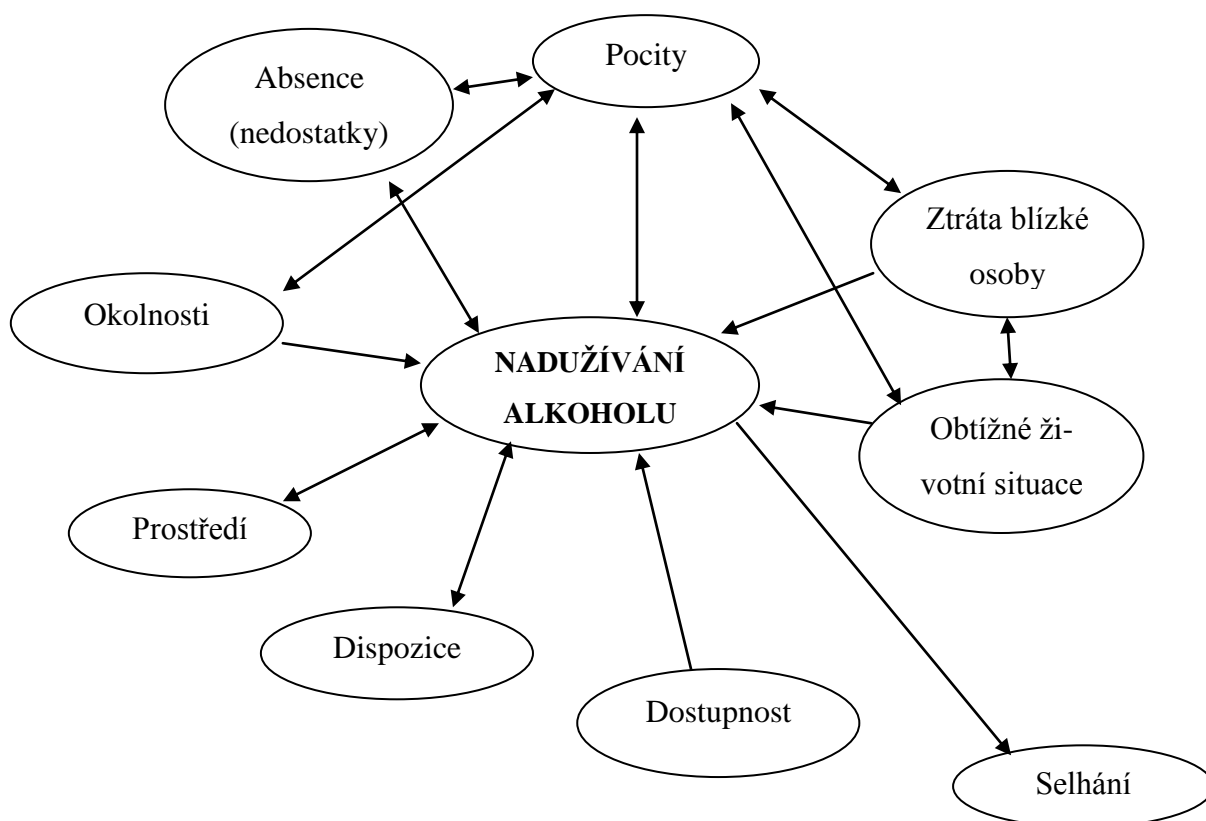 Pocity
Absence
(nedostatky)
Ztráta blízké
osoby
Okolnosti
NADUŽÍVÁNÍ
ALKOHOLU
Obtížné ži-
votní situace
Prostředí
Dispozice
Dostupnost
Selhání